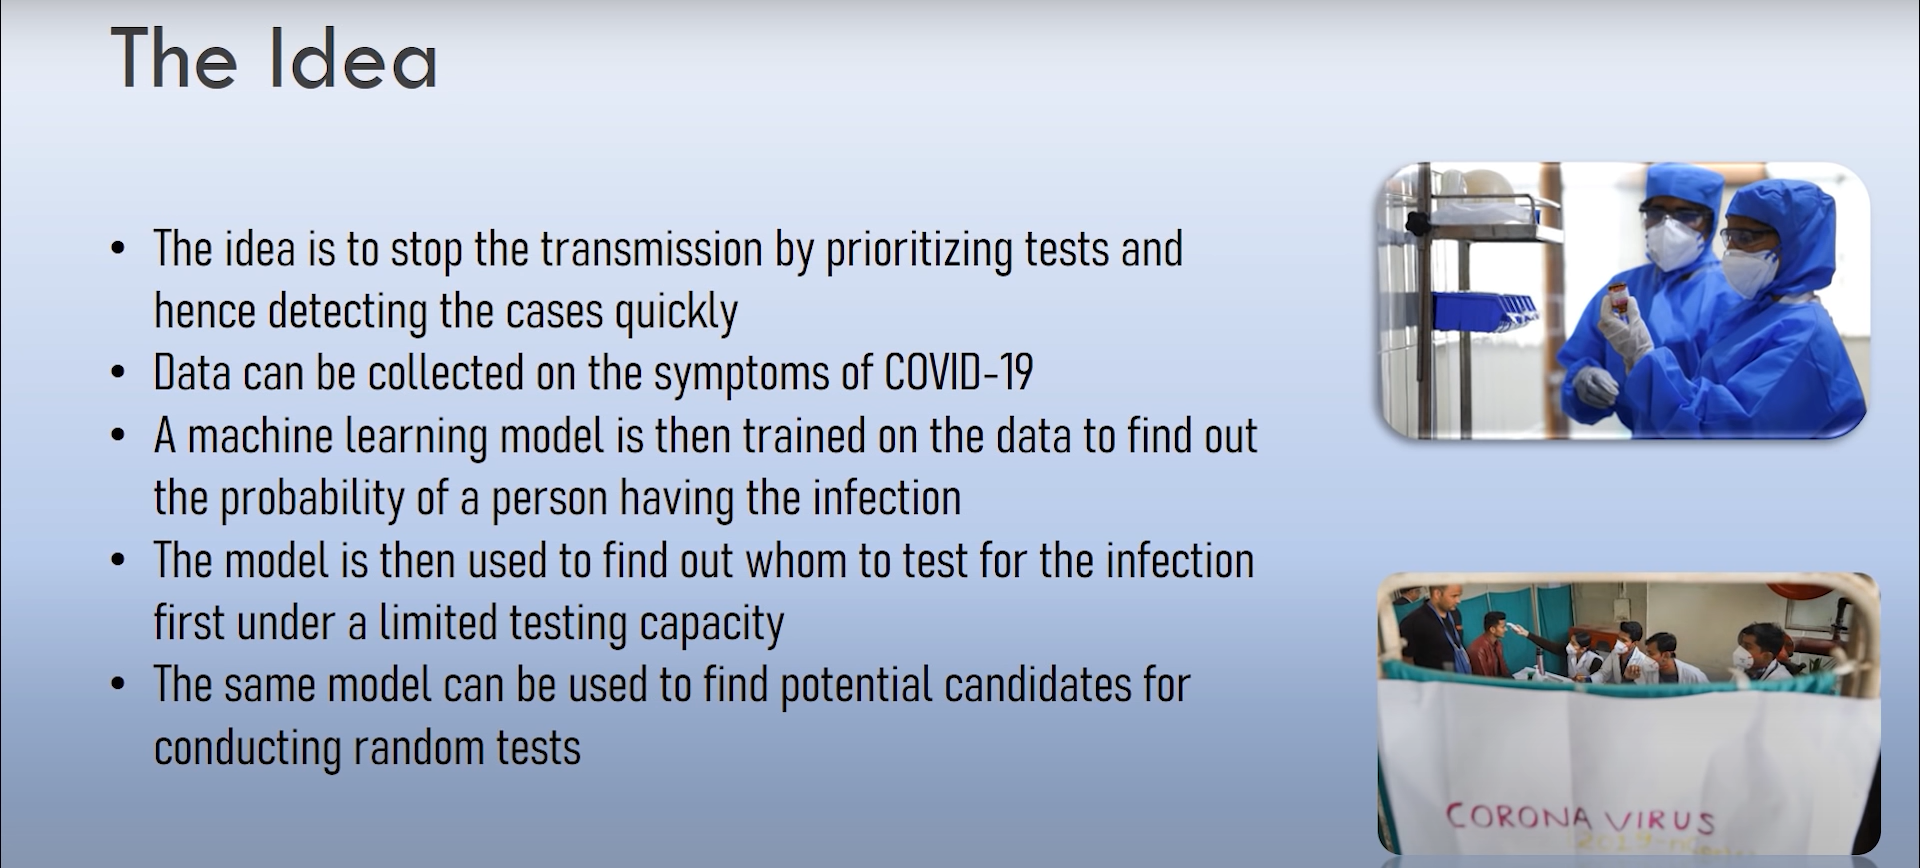 The Idea
• The idea is to stop the transmission by prioritizing tests and
hence detecting the cases quickly
• Data can be collected on the symptoms of COVID-19
• A machine learning model is then trained on the data to find out
the probability of a person having the infection
• The model is then used to find out whom to test for the infection
first under a limited testing capacity
• The same model can be used to find potential candidates for
conducting random tests
CORONA VIRUS